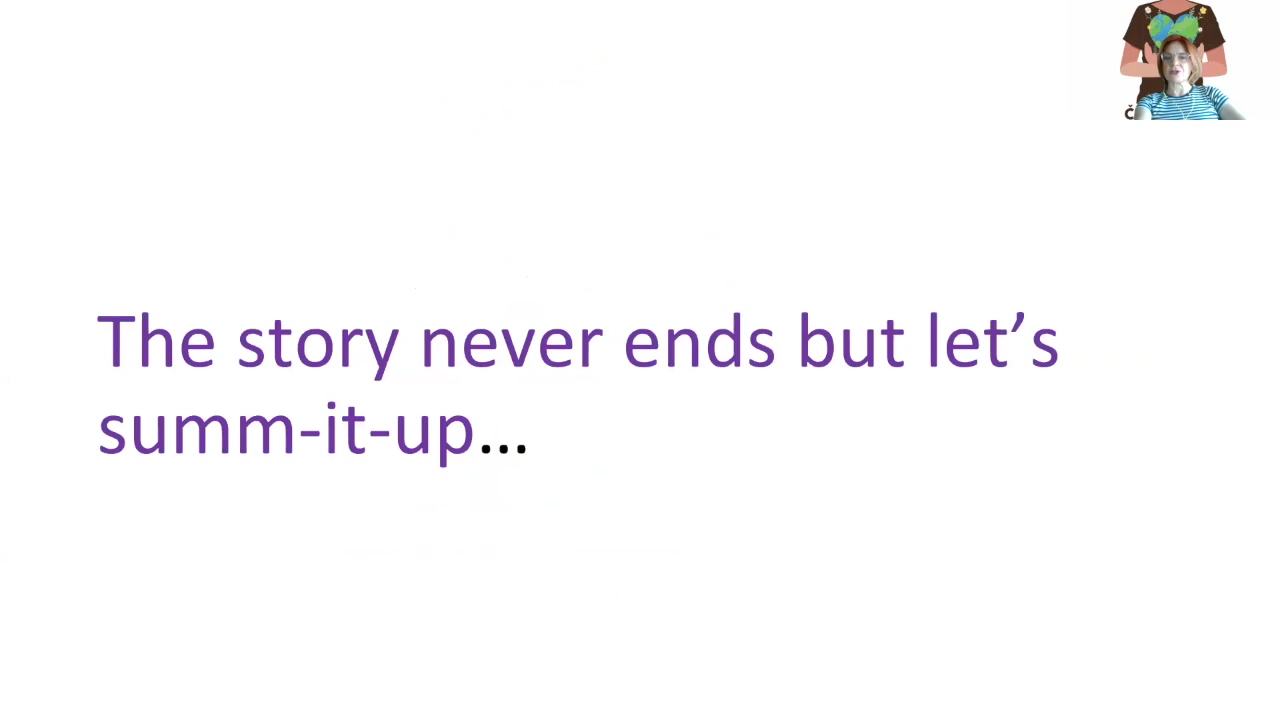 Č
The story never ends but let’s
summ-it-up...